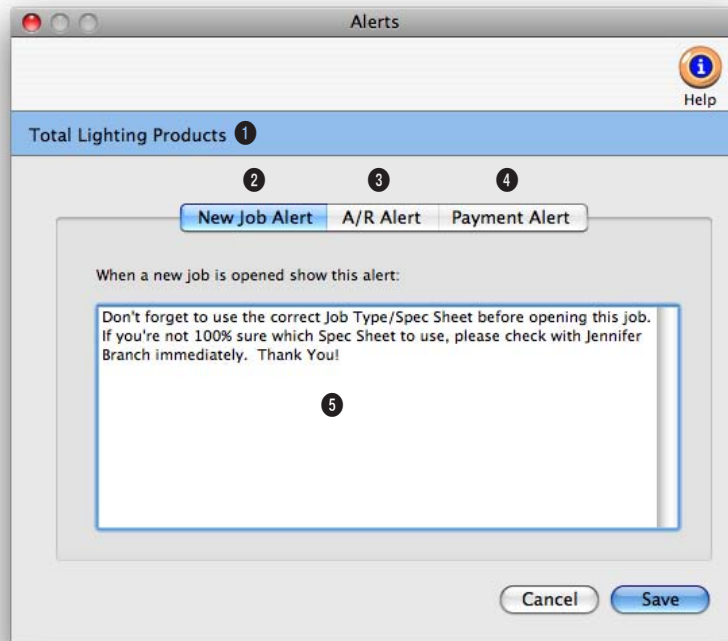 Alerts
Help
Total Lighting Products 1
2 3 4
New Job Alert A/R Alert Payment Alert
When a new job is opened show this alert:
Don't forget to use the correct Job Type/Spec Sheet before opening this job.
If you're not 100% sure which Spec Sheet to use, please check with Jennifer
Branch immediately.  Thank You!
5
Cancel Save